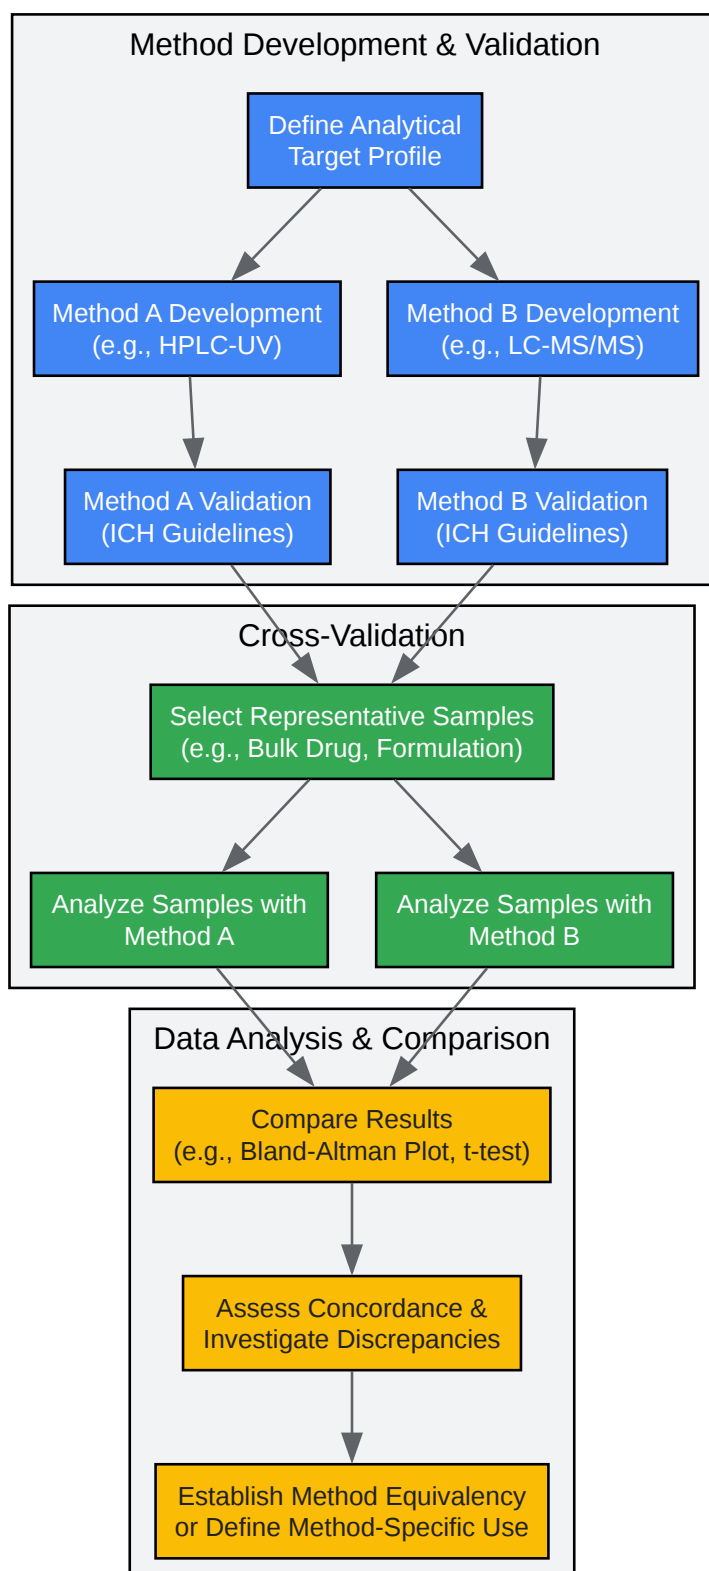 Method Development & Validation
Define Analytical
Target Profile
Method A Development
(e.g., HPLC-UV)
Method B Development
(e.g., LC-MS/MS)
Method A Validation
(ICH Guidelines)
Method B Validation
(ICH Guidelines)
Cross-Validation
Select Representative Samples
(e.g., Bulk Drug, Formulation)
Analyze Samples with
Method A
Analyze Samples with
Method B
Data Analysis & Comparison
Compare Results
(e.g., Bland-Altman Plot, t-test)
Assess Concordance &
Investigate Discrepancies
Establish Method Equivalency
or Define Method-Specific Use